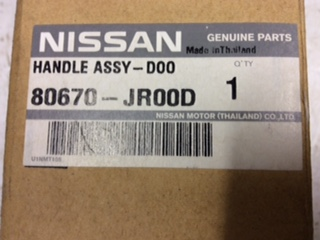 NISSAN GENUINE PARTS
Made in Thailand
HANDLE ASSY-DOO Q'TY
80670 - JR00D 1
NISSAN MOTOR (THAILAND) CO.,LTD.